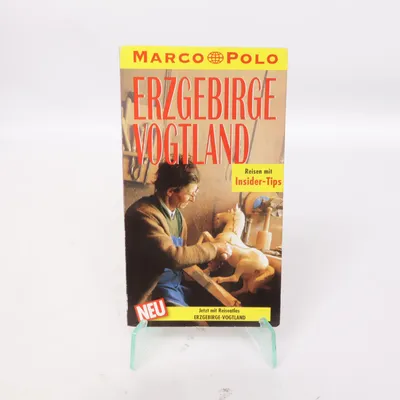 MARCO POLO
ERZGEBIRGE
VOGTLAND
Reisen mit
Insider-Tips
NEU
Jetzt mit Reiseatlas
ERZGEBIRGE VOGTLAND